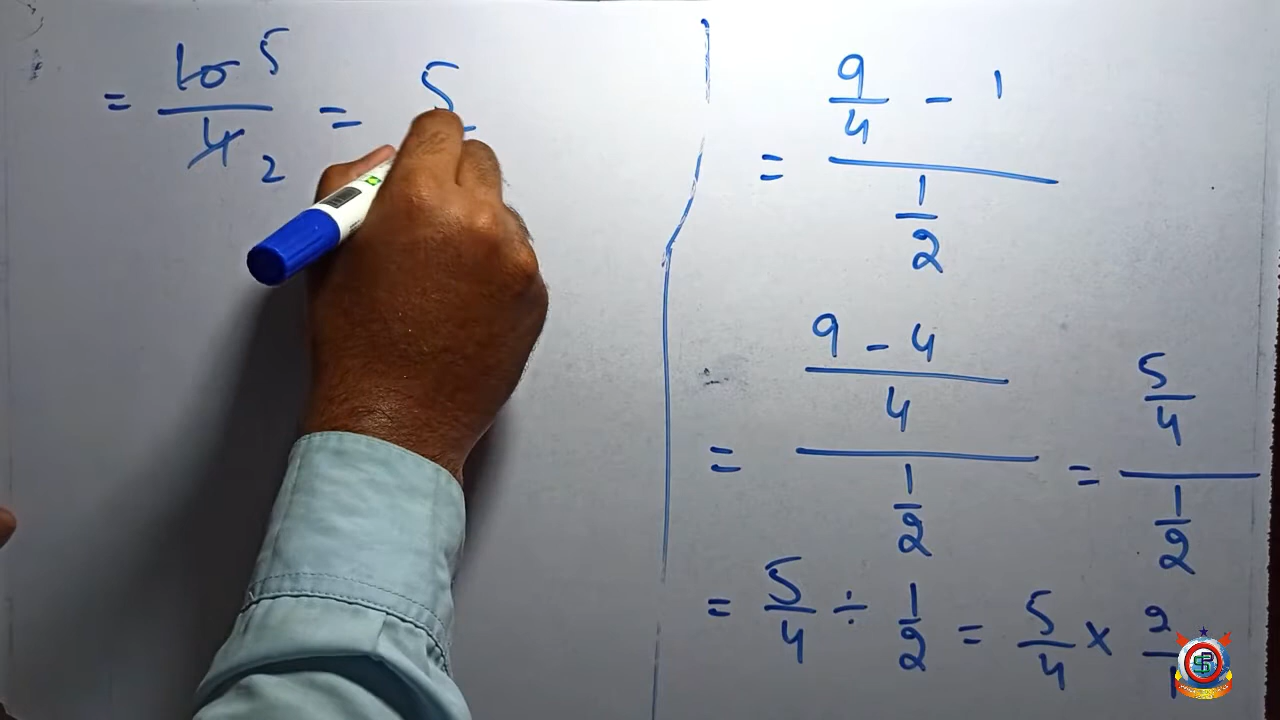 = 10 5 / 4 2 = 5
= (9/4 - 1) / (1/2)
= ((9 - 4)/4) / (1/2) = (5/4) / (1/2)
= 5/4 ÷ 1/2 = 5/4 × 2/1